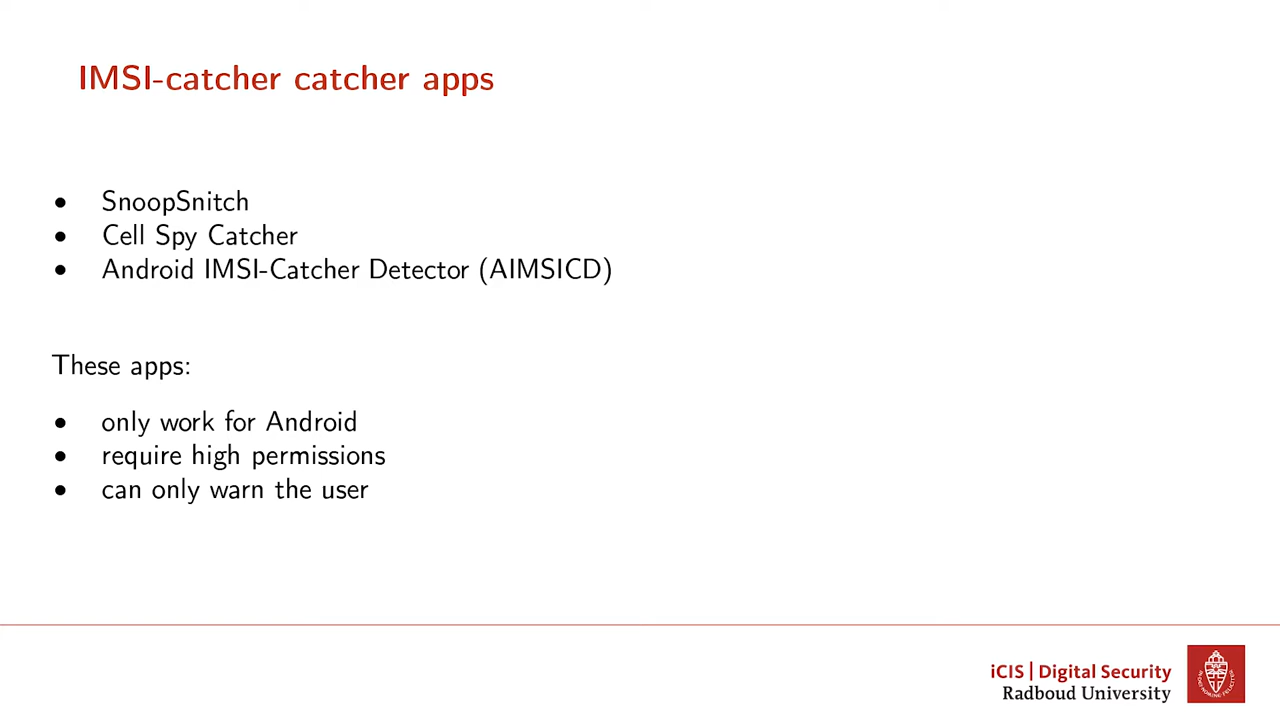 IMSI-catcher catcher apps
• SnoopSnitch
• Cell Spy Catcher
• Android IMSI-Catcher Detector (AIMSICD)
These apps:
• only work for Android
• require high permissions
• can only warn the user
iCIS | Digital Security
Radboud University